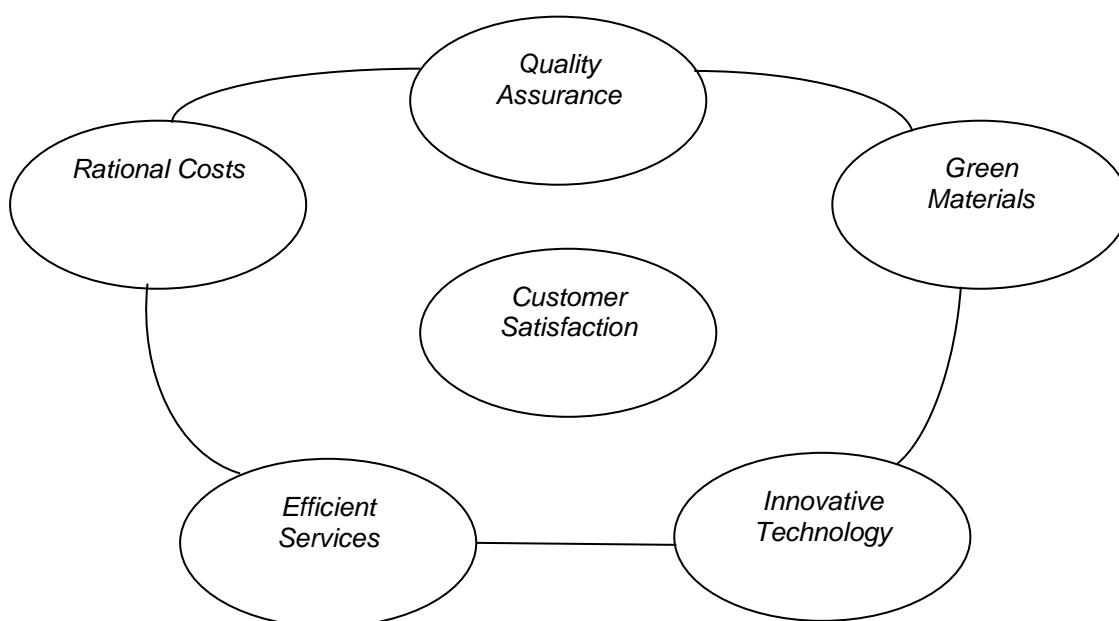 Quality
Assurance
Rational Costs
Green
Materials
Customer
Satisfaction
Efficient
Services
Innovative
Technology